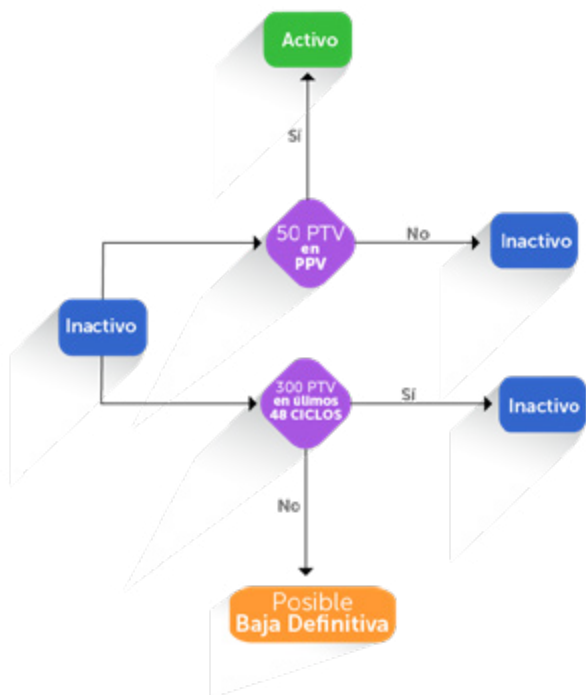 Activo
Sí
50 PTV
en
PPV
No
Inactivo
Inactivo
300 PTV
en úlimos
48 CICLOS
Sí
Inactivo
No
Posible
Baja Definitiva